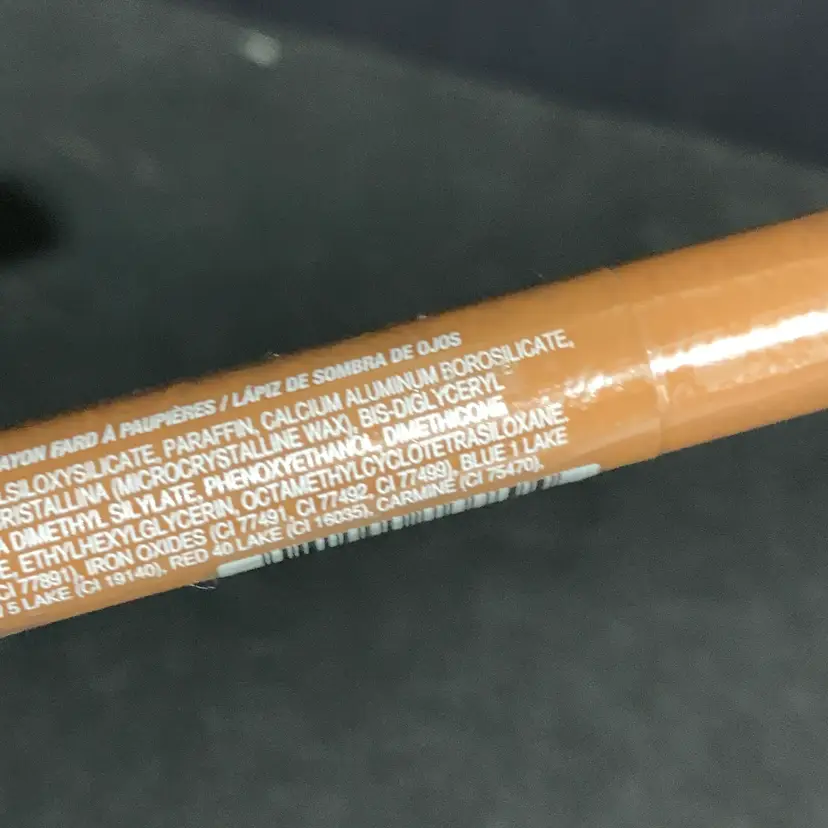 AYON FARD À PAUPIÈRES / LÁPIZ DE SOMBRA DE OJOS
LSILOXYSILICATE, PARAFFIN, CALCIUM ALUMINUM BOROSILICATE,
CRISTALLINA (MICROCRYSTALLINE WAX), BIS-DIGLYCERYL
A DIMETHYL SILYLATE, PHENOXYETHANOL, DIMETHICONE
E, ETHYLHEXYLGLYCERIN, OCTAMETHYLCYCLOTETRASILOXANE
CI 77891), IRON OXIDES (CI 77491, CI 77492, CI 77499), BLUE 1 LAKE
5 LAKE (CI 19140), RED 40 LAKE (CI 16035), CARMINE (CI 75470),